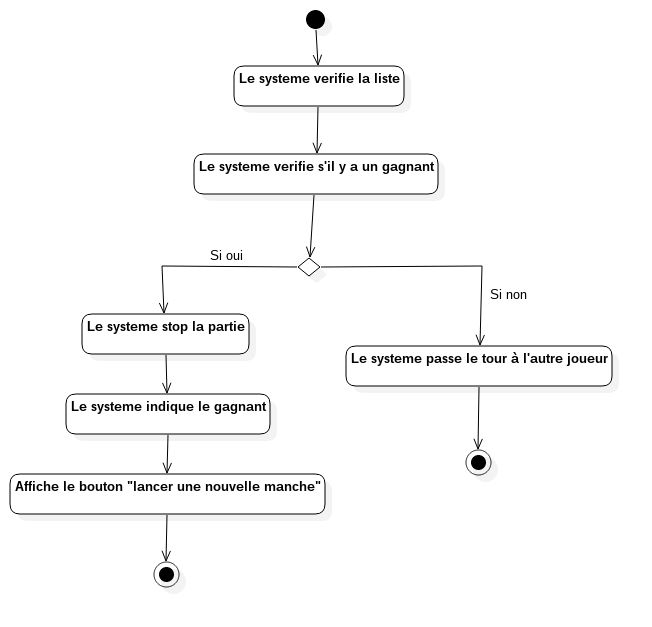 Le systeme verifie la liste
Le systeme verifie s'il y a un gagnant
Si oui
Si non
Le systeme stop la partie
Le systeme passe le tour à l'autre joueur
Le systeme indique le gagnant
Affiche le bouton "lancer une nouvelle manche"